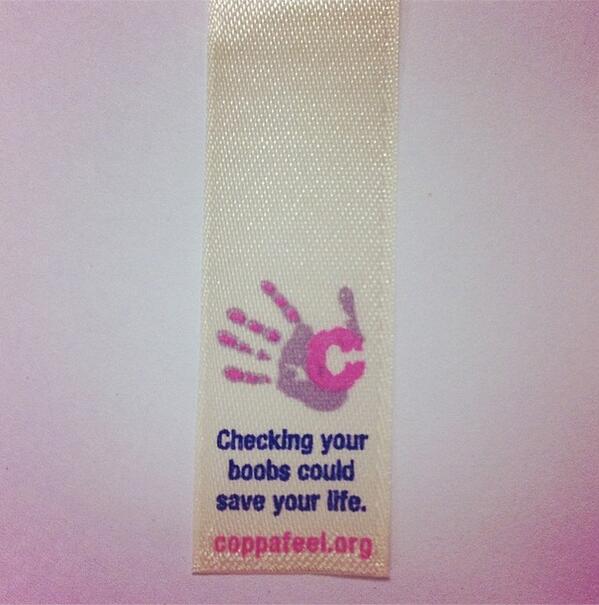 C
Checking your
boobs could
save your life.
coppafeel.org